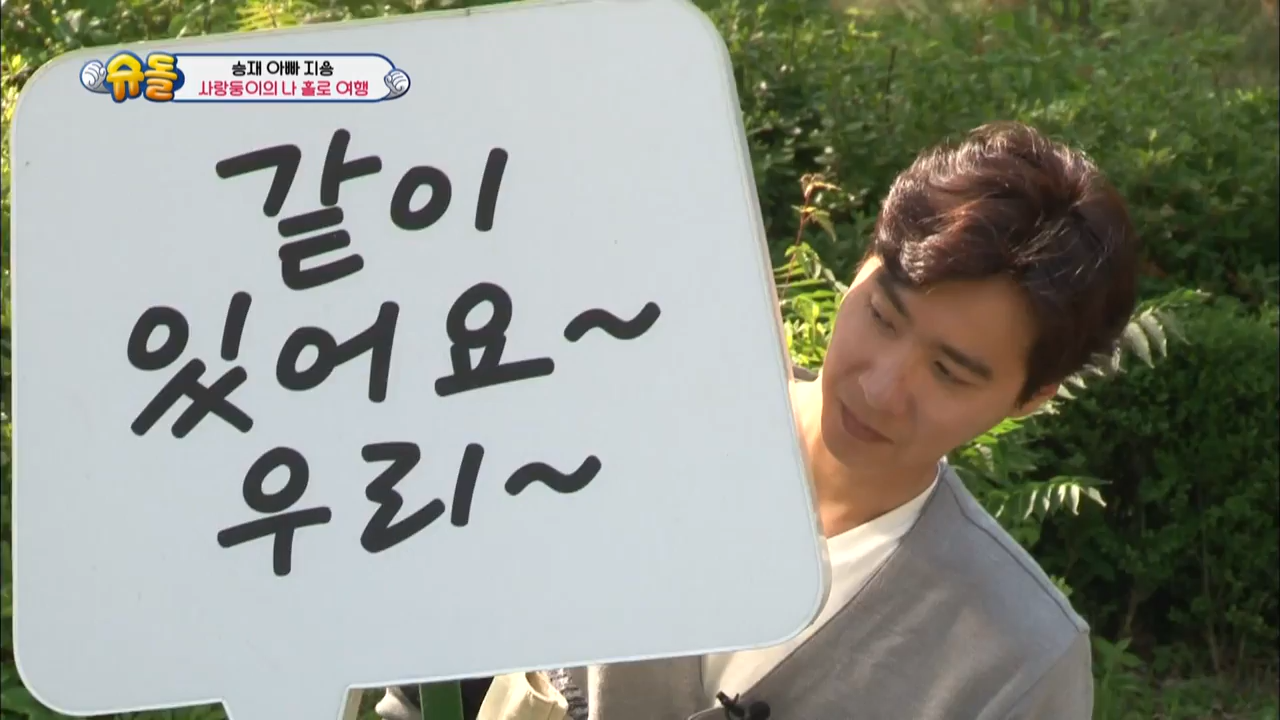 슈돌
승재 아빠 지용
사랑둥이의 나 홀로 여행
같이
있어요~
우리~